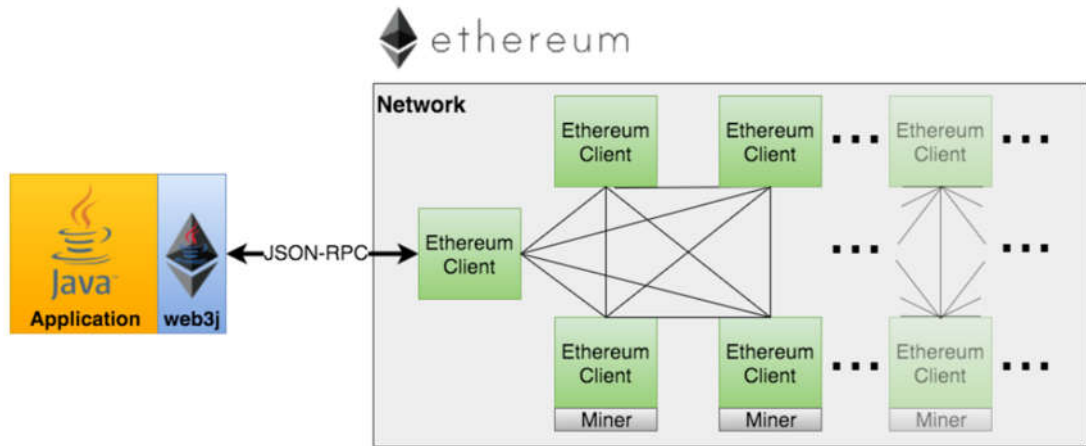 ethereum
Network
Ethereum
Client
Ethereum
Client
Ethereum
Client
Java™
Application
web3j
JSON-RPC
Ethereum
Client
Ethereum
Client
Miner
Ethereum
Client
Miner
Ethereum
Client
Miner